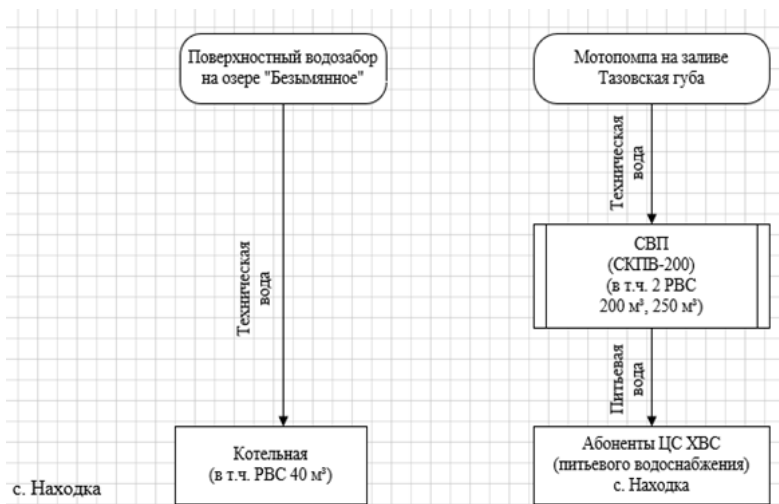 Поверхностный водозабор
на озере "Безымянное"
Мотопомпа на заливе
Тазовская губа
Техническая
вода
Техническая
вода
СВП
(СКПВ-200)
(в т.ч. 2 РВС
200 м³, 250 м³)
Питьевая
вода
Котельная
(в т.ч. РВС 40 м³)
Абоненты ЦС ХВС
(питьевого водоснабжения)
с. Находка
с. Находка